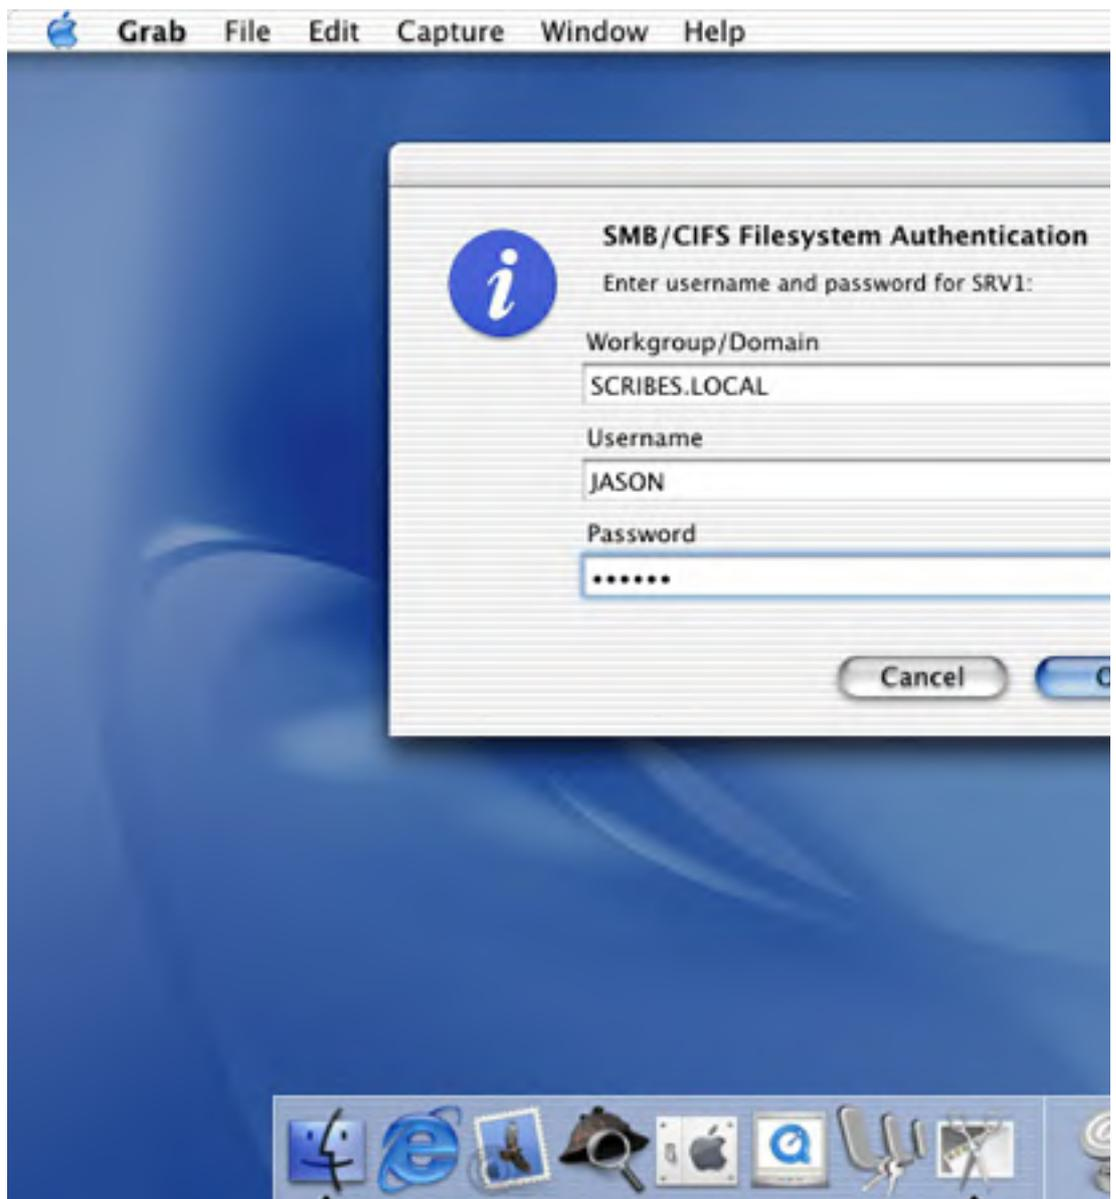 Grab File Edit Capture Window Help
SMB/CIFS Filesystem Authentication
Enter username and password for SRV1:
Workgroup/Domain
SCRIBES.LOCAL
Username
JASON
Password
••••••
Cancel